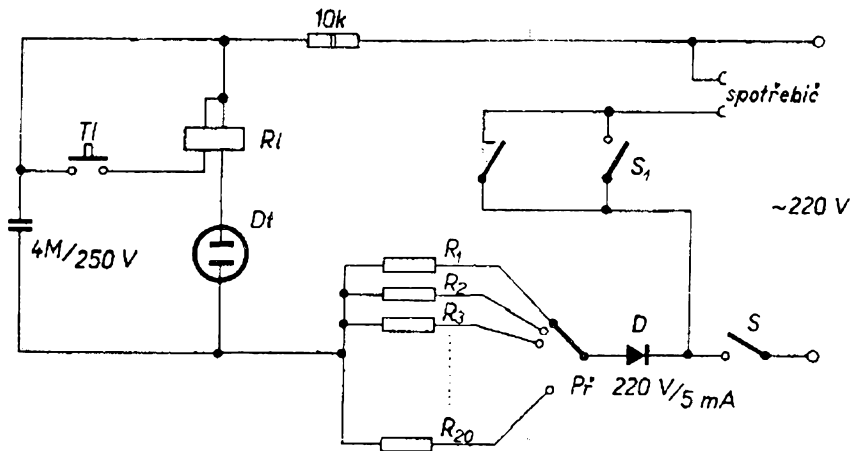 10k
spotřebič
Tl
Rl
S1
~220 V
Dt
4M/250 V
R1
R2
R3
D
S
Př
220 V/5 mA
R20